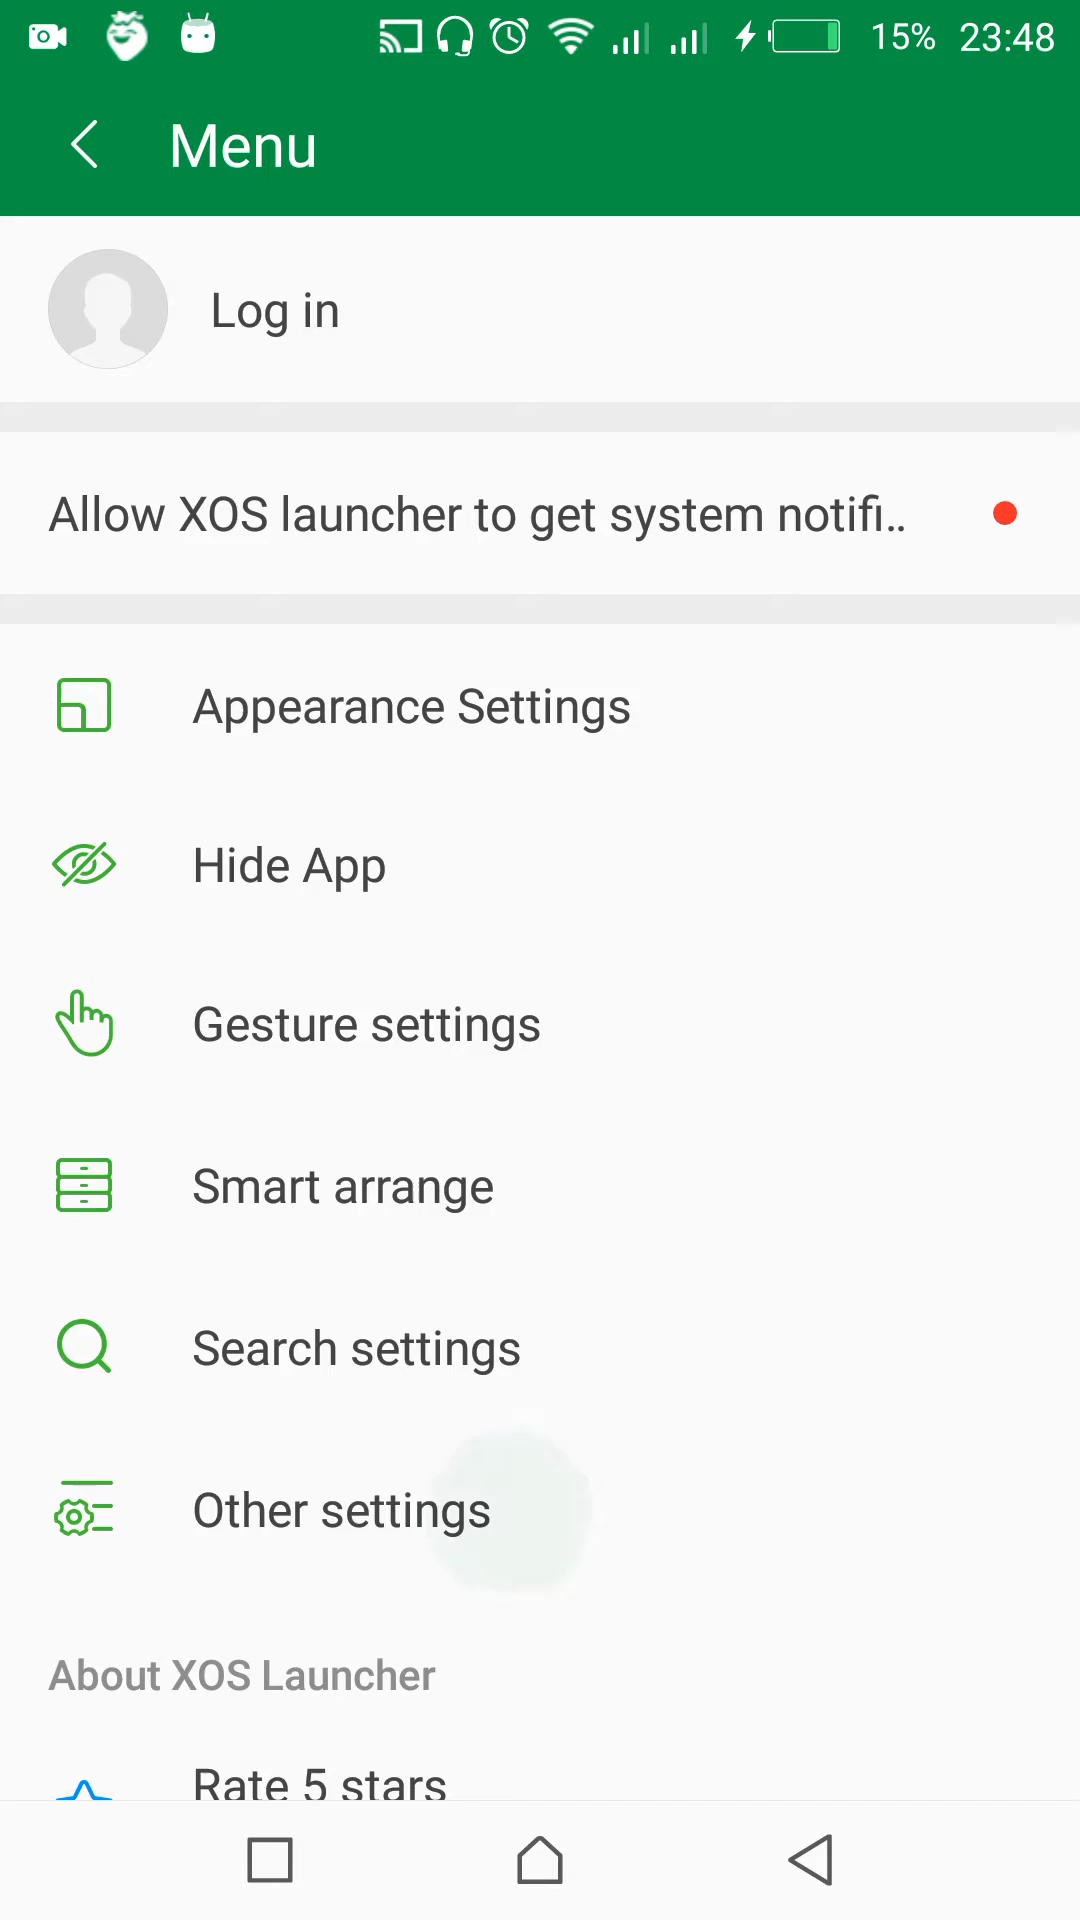 15% 23:48
Menu
Log in
Allow XOS launcher to get system notifi..
Appearance Settings
Hide App
Gesture settings
Smart arrange
Search settings
Other settings
About XOS Launcher
Rate 5 stars